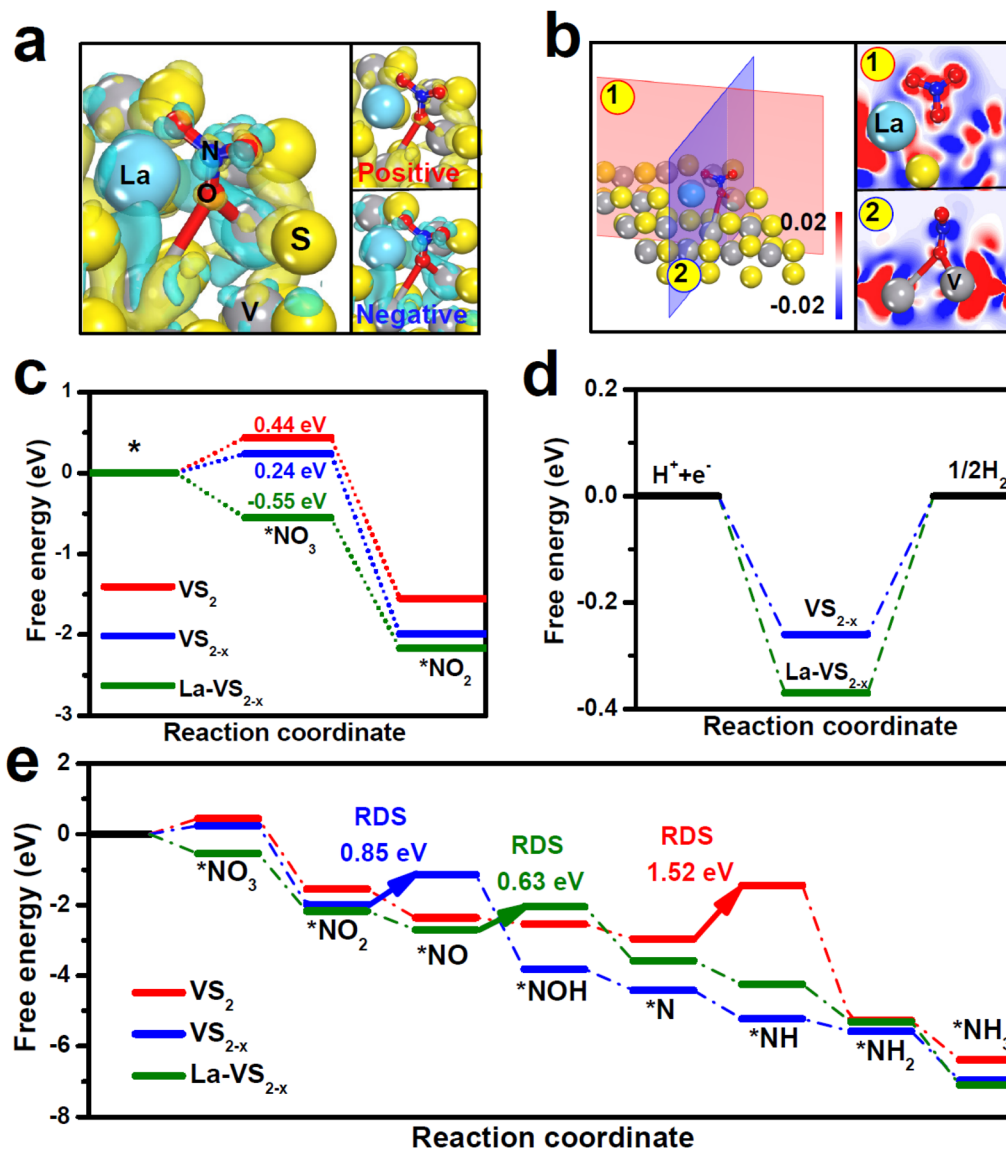 a
La
N
O
S
V
Positive
Negative
b
1
2
0.02
-0.02
1
La
2
V
c
Free energy (eV)
1
0
-1
-2
-3
*
0.44 eV
0.24 eV
-0.55 eV
*NO₃
*NO₂
VS₂
VS₂₋ₓ
La-VS₂₋ₓ
Reaction coordinate
d
Free energy (eV)
0.2
0.0
-0.2
-0.4
H⁺+e⁻
1/2H₂
VS₂₋ₓ
La-VS₂₋ₓ
Reaction coordinate
e
Free energy (eV)
2
0
-2
-4
-6
-8
RDS
0.85 eV
RDS
0.63 eV
RDS
1.52 eV
*NO₃
*NO₂
*NO
*NOH
*N
*NH
*NH₂
*NH₃
VS₂
VS₂₋ₓ
La-VS₂₋ₓ
Reaction coordinate